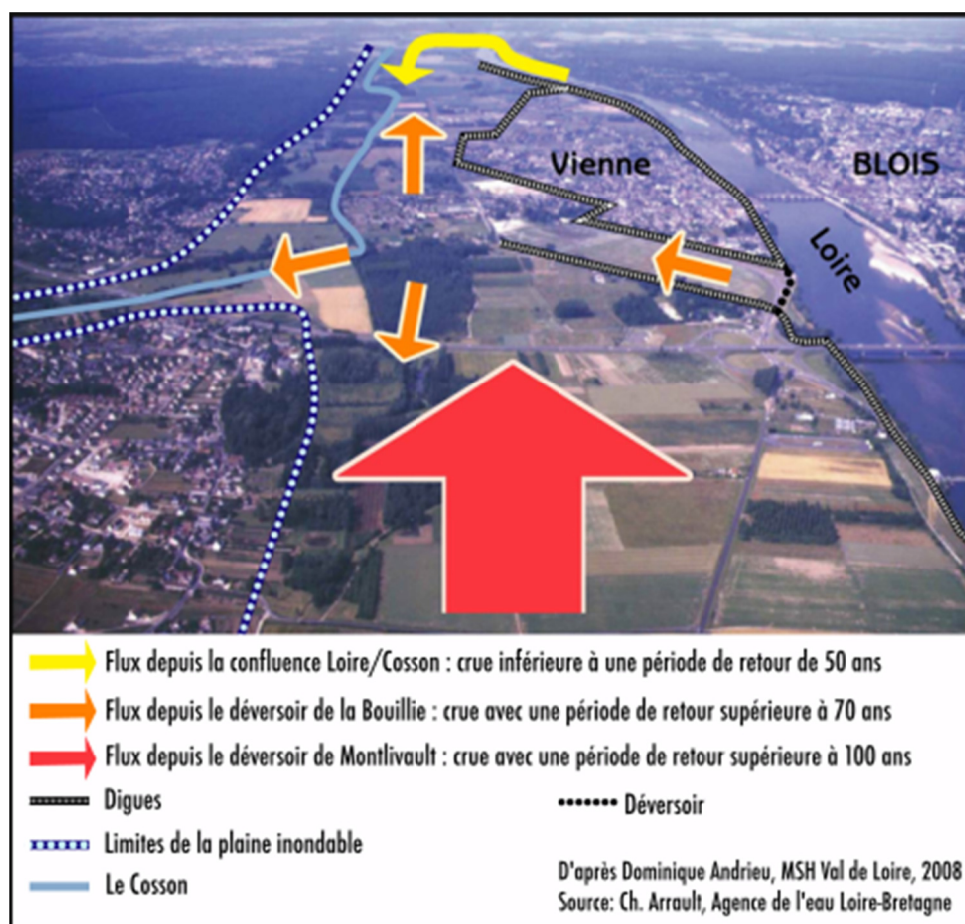 Vienne
BLOIS
Loire
Flux depuis la confluence Loire/Cosson : crue inférieure à une période de retour de 50 ans
Flux depuis le déversoir de la Bouillie : crue avec une période de retour supérieure à 70 ans
Flux depuis le déversoir de Montlivault : crue avec une période de retour supérieure à 100 ans
Digues
Déversoir
Limites de la plaine inondable
Le Cosson
D'après Dominique Andrieu, MSH Val de Loire, 2008
Source: Ch. Arrault, Agence de l'eau Loire-Bretagne